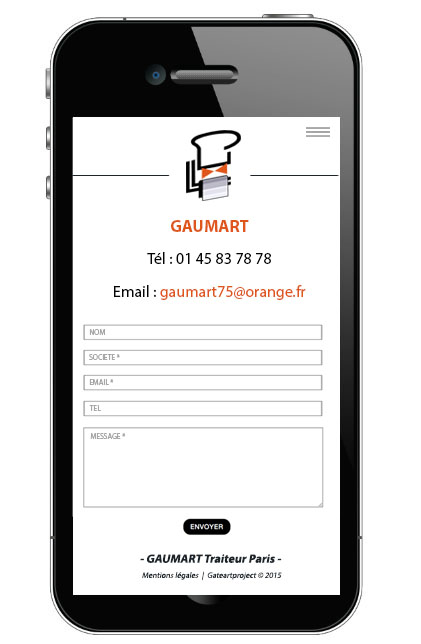 GAUMART
Tél : 01 45 83 78 78
Email : gaumart75@orange.fr
NOM
SOCIETE *
EMAIL *
TEL
MESSAGE *
ENVOYER
- GAUMART Traiteur Paris -
Mentions légales | Gateartproject © 2015